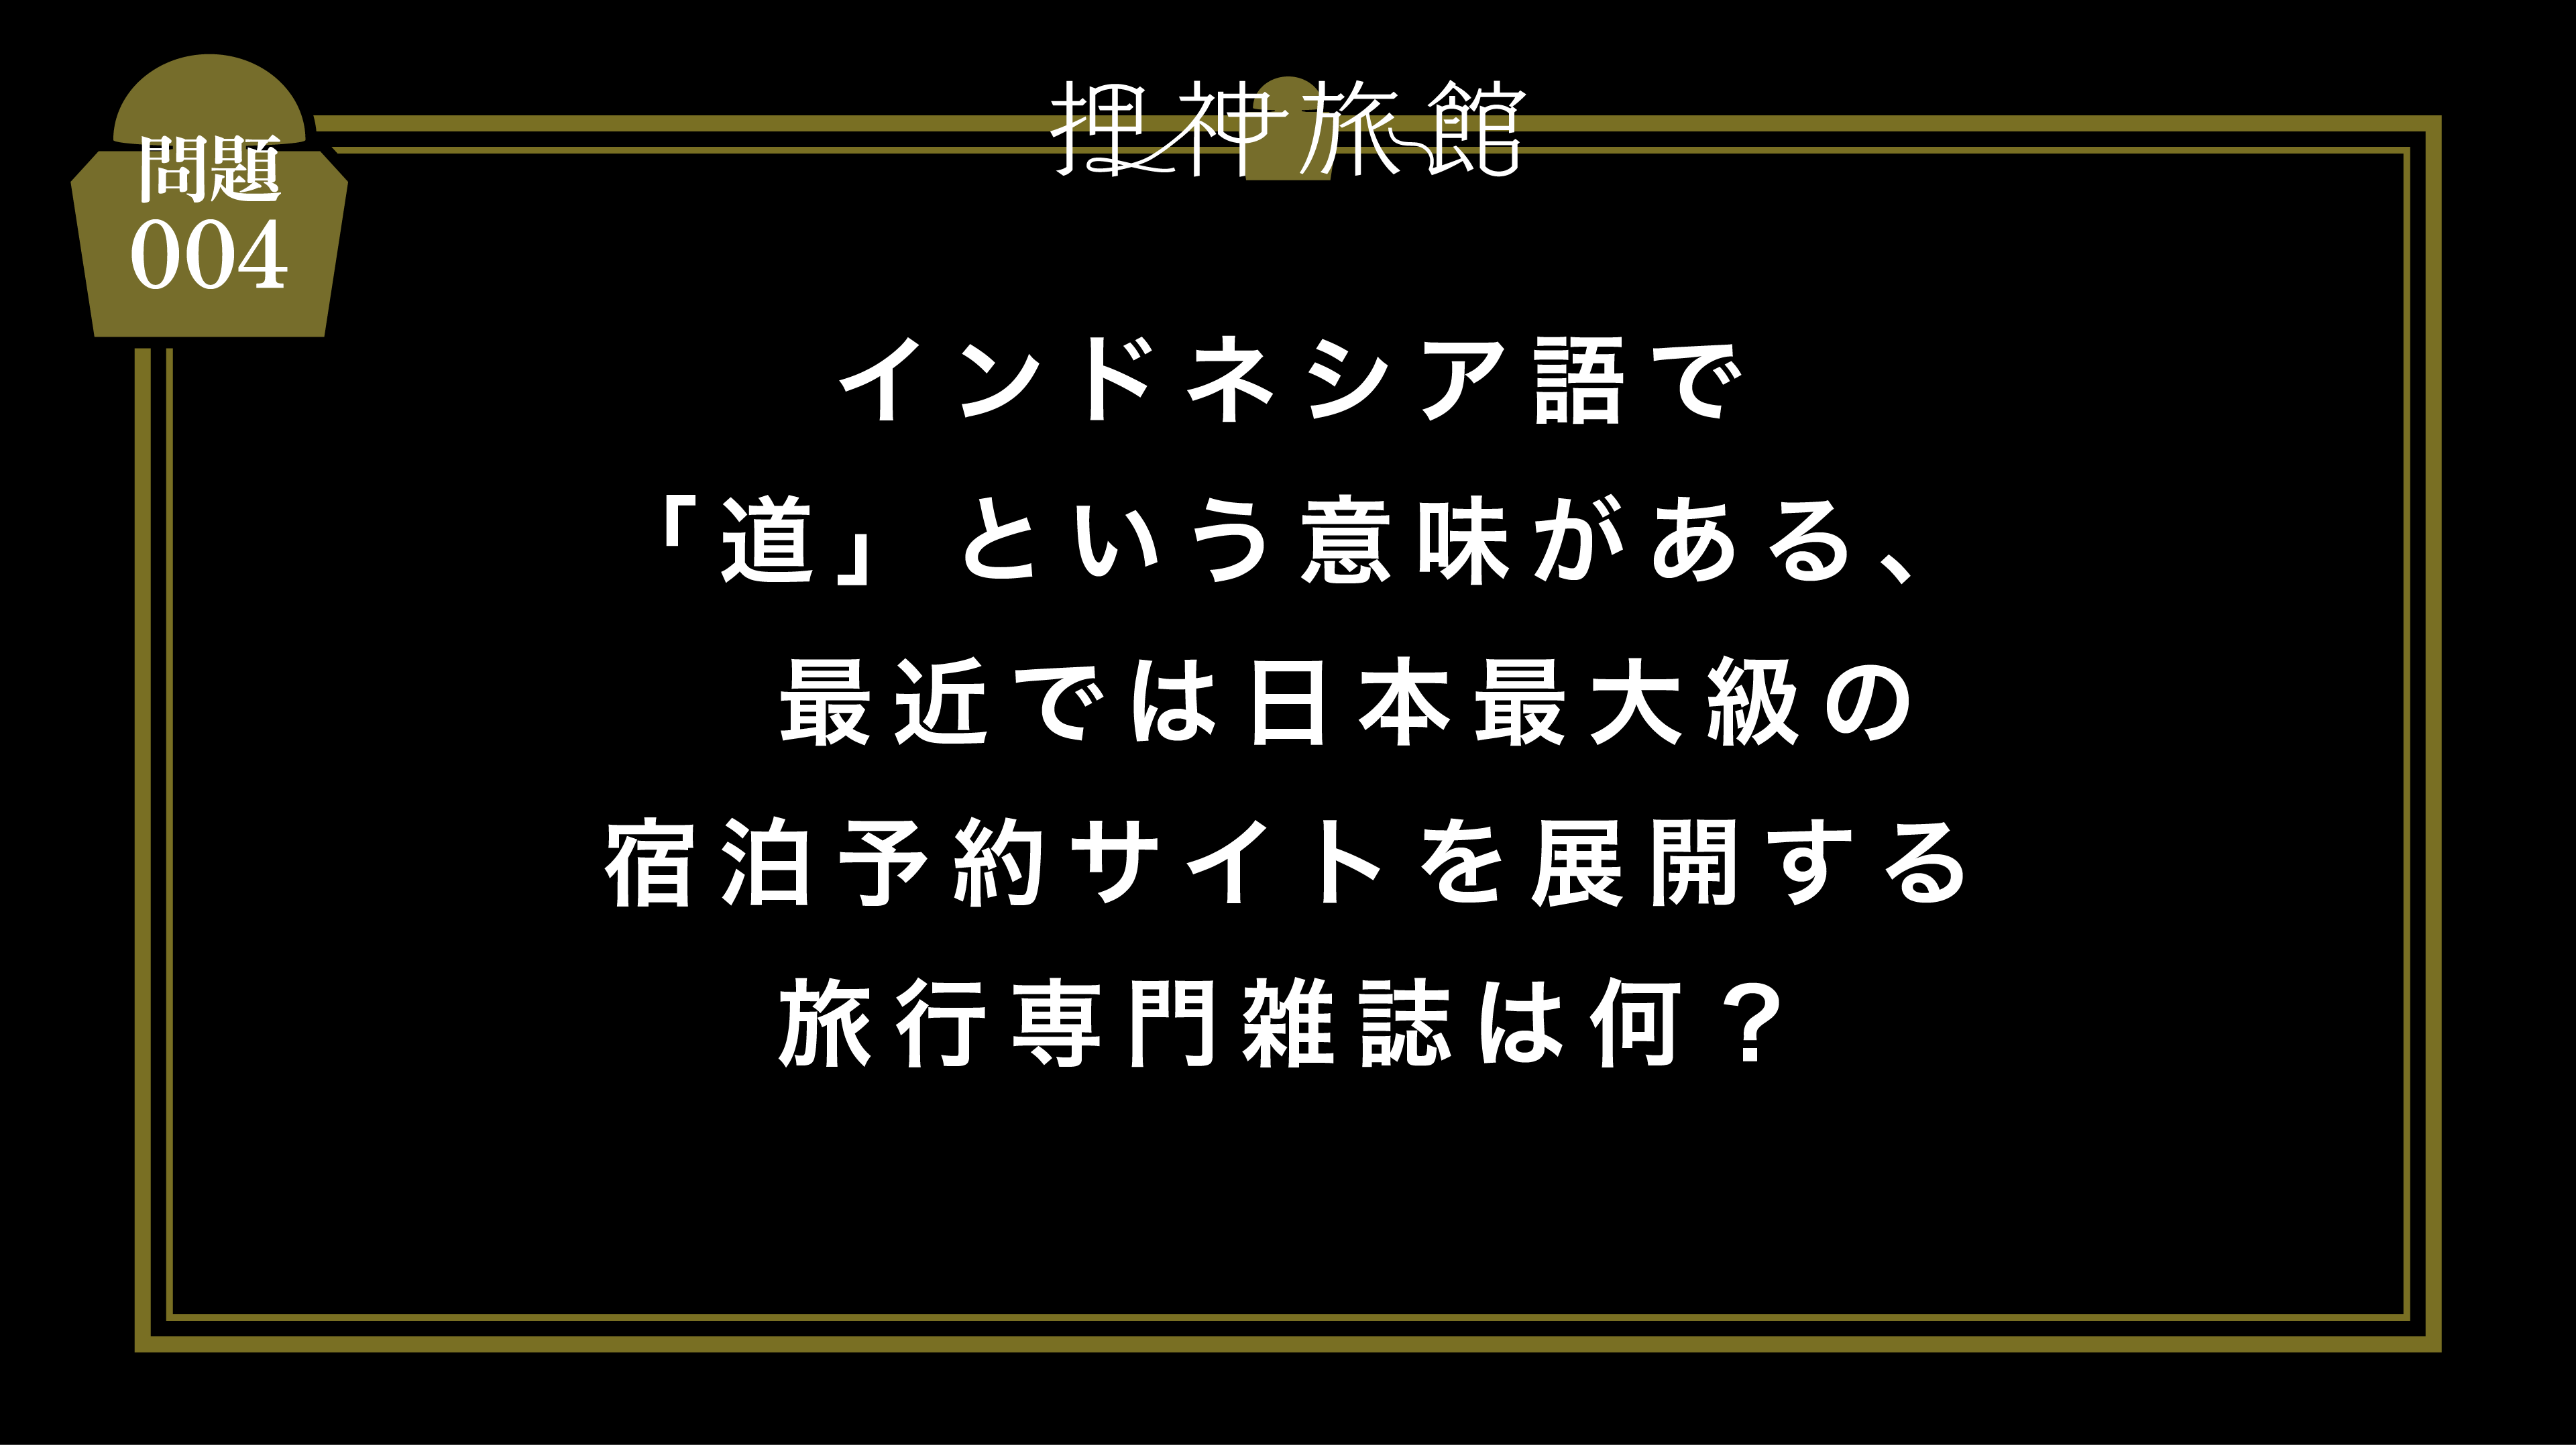 問題
004
押神旅館
インドネシア語で
「道」という意味がある、
最近では日本最大級の
宿泊予約サイトを展開する
旅行専門雑誌は何？